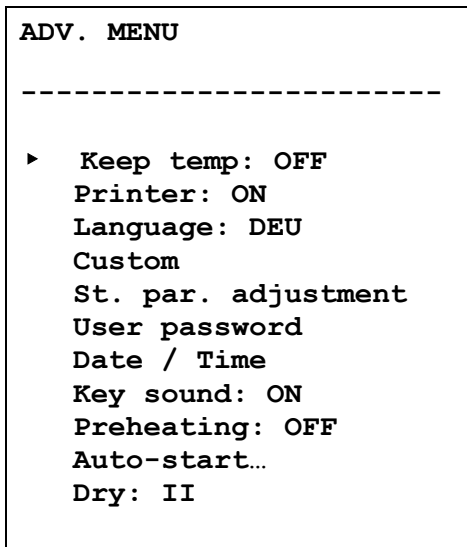 ADV. MENU
------------------------
▶ Keep temp: OFF
Printer: ON
Language: DEU
Custom
St. par. adjustment
User password
Date / Time
Key sound: ON
Preheating: OFF
Auto-start…
Dry: II